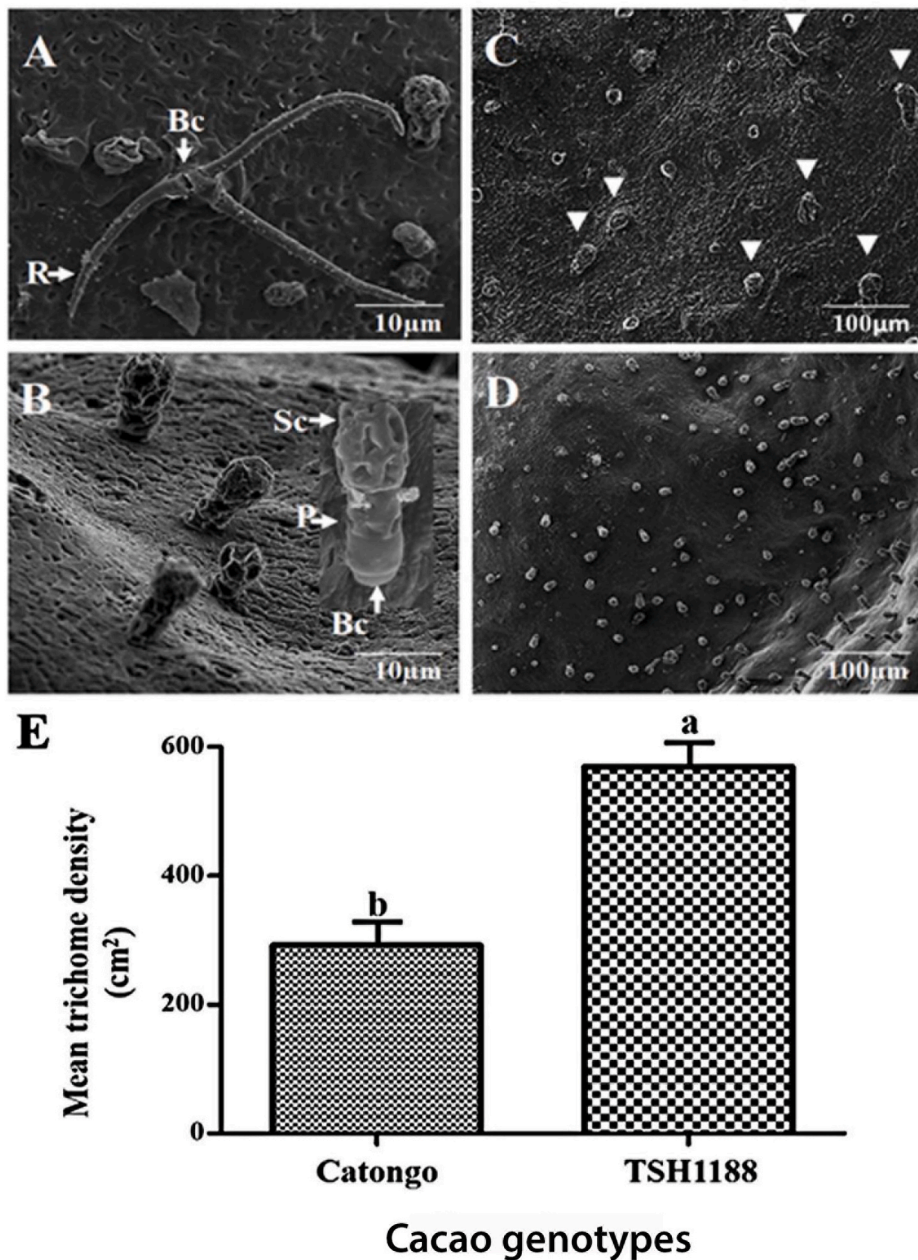 A
Bc
R
10µm
C
100µm
B
Sc
P
Bc
10µm
D
100µm
E
Mean trichome density
(cm²)
600
400
200
0
b
a
Catongo
TSH1188
Cacao genotypes